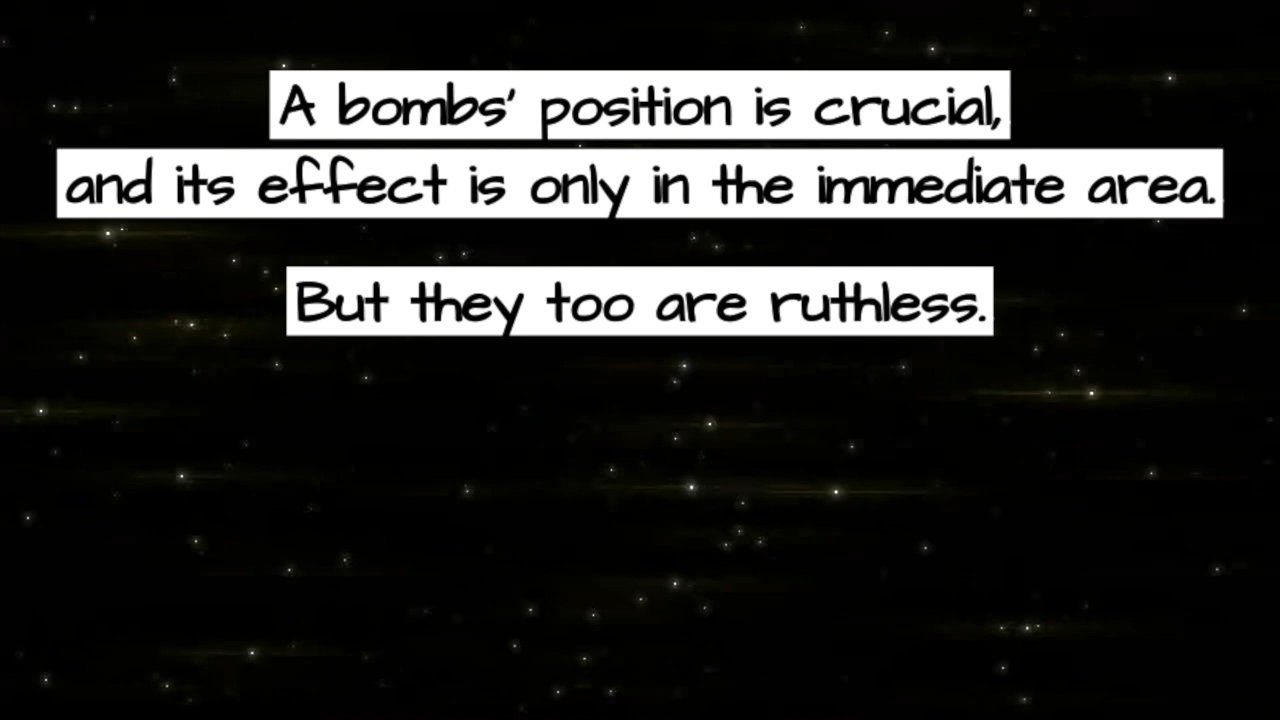 A bombs' position is crucial,
and its effect is only in the immediate area.
But they too are ruthless.